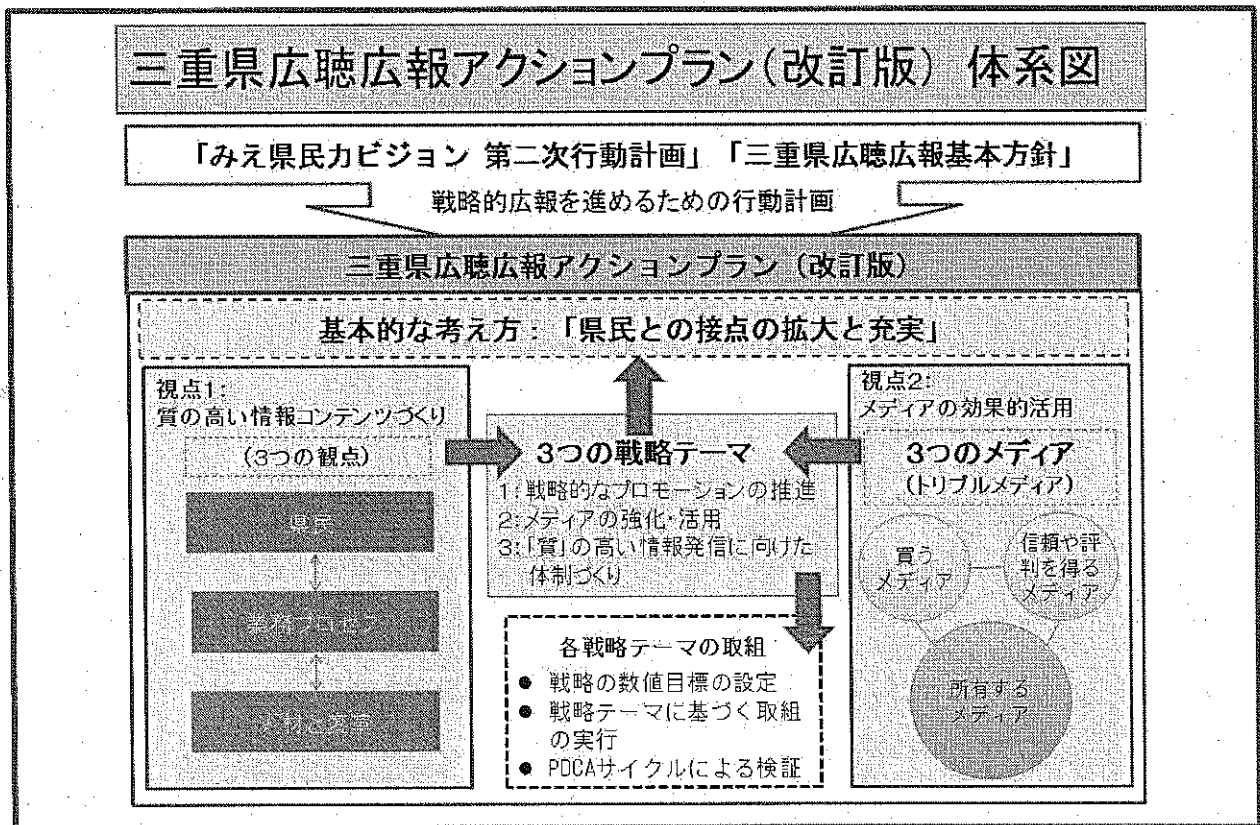 三重県広聴広報アクションプラン(改訂版) 体系図
「みえ県民力ビジョン 第二次行動計画」「三重県広聴広報基本方針」
戦略的広報を進めるための行動計画
三重県広聴広報アクションプラン(改訂版)
基本的な考え方:「県民との接点の拡大と充実」
視点1:
質の高い情報コンテンツづくり
(3つの観点)
県民
3つの戦略テーマ
1:戦略的なプロモーションの推進
2:メディアの強化・活用
3:「質」の高い情報発信に向けた
体制づくり
各戦略テーマの取組
● 戦略の数値目標の設定
● 戦略テーマに基づく取組
の実行
● PDCAサイクルによる検証
視点2:
メディアの効果的活用
3つのメディア
(トリプルメディア)
買う
メディア
信頼や評
判を得る
メディア
所有する
メディア